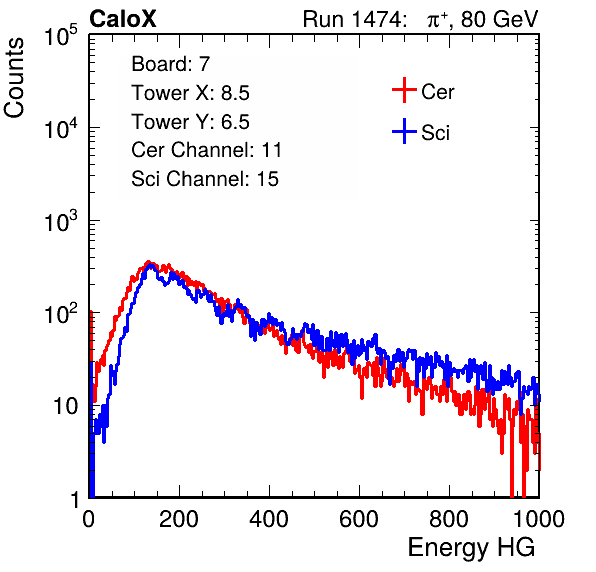 CaloX Run 1474: π⁺, 80 GeV
Counts
10⁵
10⁴
10³
10²
10
1
Board: 7
Tower X: 8.5
Tower Y: 6.5
Cer Channel: 11
Sci Channel: 15
Cer
Sci
0 200 400 600 800 1000
Energy HG